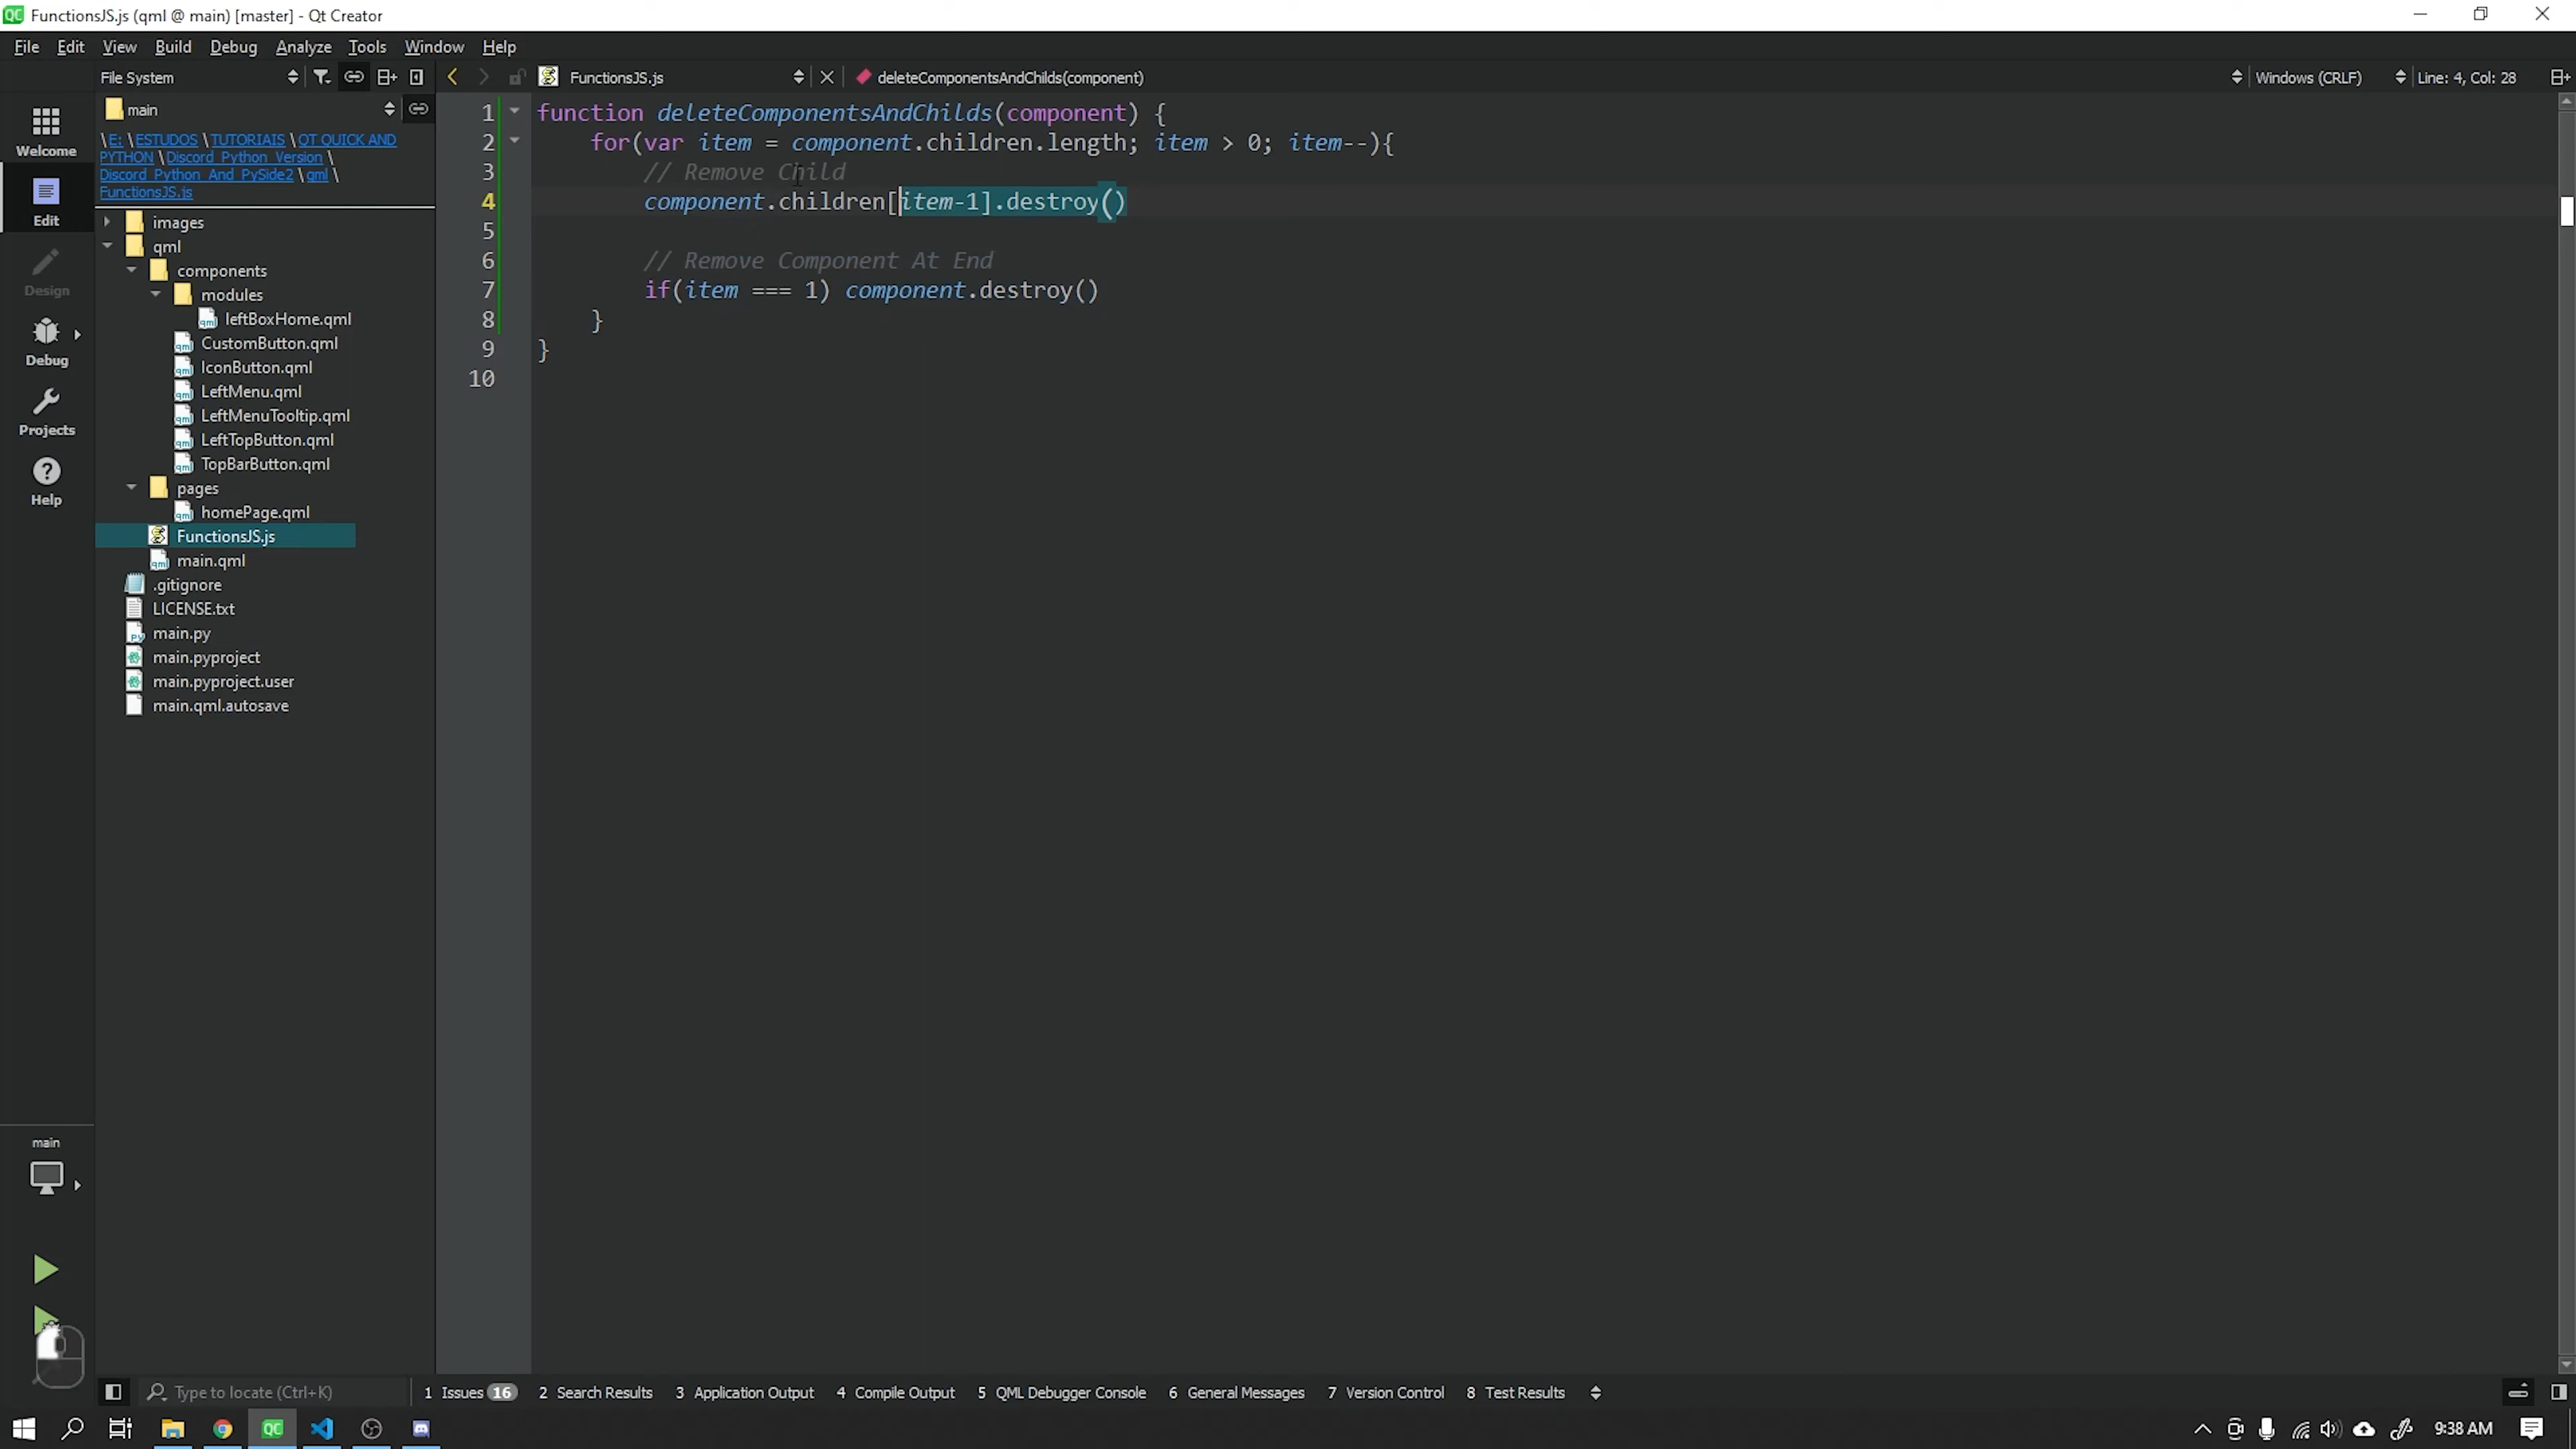 FunctionsJS.js (qml @ main) [master] - Qt Creator
File Edit View Build Debug Analyze Tools Window Help
File System
FunctionsJS.js
deleteComponentsAndChilds(component)
Windows (CRLF)
Line: 4, Col: 28
main
\E: \ESTUDOS \TUTORIAIS \QT QUICK AND
PYTHON \Discord_Python_Version \
Discord_Python_And_PySide2 \qml \
FunctionsJS.js
Welcome
Edit
Design
Debug
Projects
Help
images
qml
components
modules
leftBoxHome.qml
CustomButton.qml
IconButton.qml
LeftMenu.qml
LeftMenuTooltip.qml
LeftTopButton.qml
TopBarButton.qml
pages
homePage.qml
FunctionsJS.js
main.qml
.gitignore
LICENSE.txt
main.py
main.pyproject
main.pyproject.user
main.qml.autosave
1 function deleteComponentsAndChilds(component) {
2 for(var item = component.children.length; item > 0; item--){
3 // Remove Child
4 component.children[item-1].destroy()
5
6 // Remove Component At End
7 if(item === 1) component.destroy()
8 }
9 }
10
main
Type to locate (Ctrl+K)
1 Issues 16 2 Search Results 3 Application Output 4 Compile Output 5 QML Debugger Console 6 General Messages 7 Version Control 8 Test Results
9:38 AM